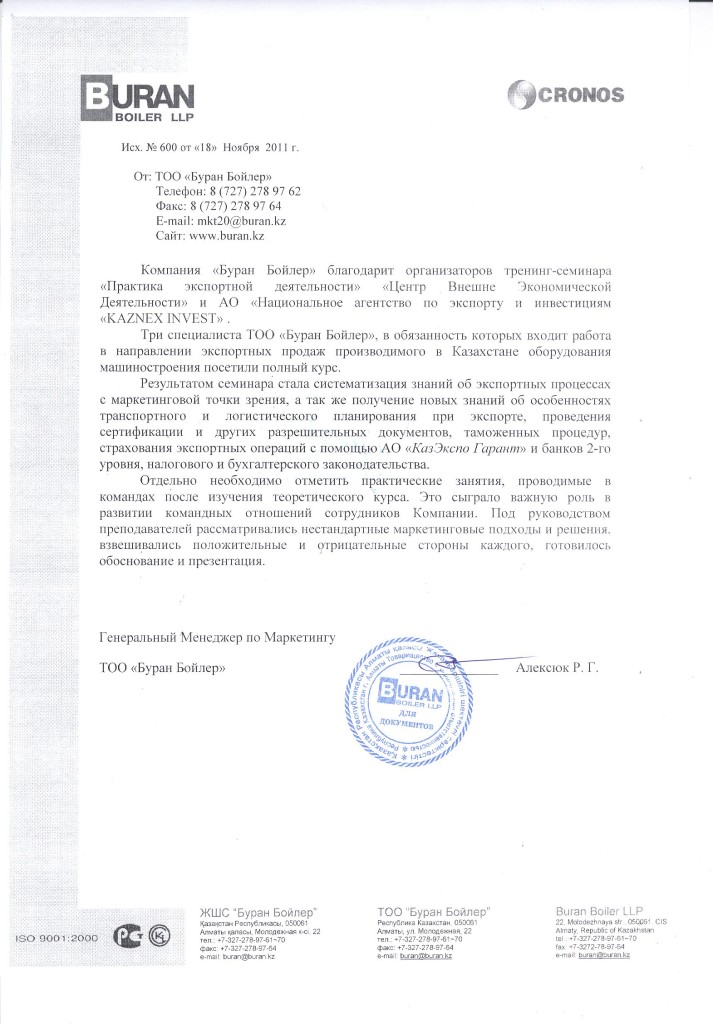 BURAN
BOILER LLP
CRONOS
Исх. № 600 от «18» Ноября 2011 г.
От: ТОО «Буран Бойлер»
Телефон: 8 (727) 278 97 62
Факс: 8 (727) 278 97 64
E-mail: mkt20@buran.kz
Сайт: www.buran.kz
Компания «Буран Бойлер» благодарит организаторов тренинг-семинара
«Практика экспортной деятельности» «Центр Внешне Экономической
Деятельности» и АО «Национальное агентство по экспорту и инвестициям
«KAZNEX INVEST» .
Три специалиста ТОО «Буран Бойлер», в обязанность которых входит работа
в направлении экспортных продаж производимого в Казахстане оборудования
машиностроения посетили полный курс.
Результатом семинара стала систематизация знаний об экспортных процессах
с маркетинговой точки зрения, а так же получение новых знаний об особенностях
транспортного и логистического планирования при экспорте, проведения
сертификации и других разрешительных документов, таможенных процедур,
страхования экспортных операций с помощью АО «КазЭкспо Гарант» и банков 2-го
уровня, налогового и бухгалтерского законодательства.
Отдельно необходимо отметить практические занятия, проводимые в
командах после изучения теоретического курса. Это сыграло важную роль в
развитии командных отношений сотрудников Компании. Под руководством
преподавателей рассматривались нестандартные маркетинговые подходы и решения,
взвешивались положительные и отрицательные стороны каждого, готовилось
обоснование и презентация.
Генеральный Менеджер по Маркетингу
ТОО «Буран Бойлер»
Алексюк Р. Г.
BURAN
BOILER LLP
ДЛЯ
ДОКУМЕНТОВ
ISO 9001:2000
ЖШС "Буран Бойлер"
Қазақстан Республикасы, 050061
Алматы қаласы, Молодежная к-сі, 22
тел.: +7-327-278-97-61~70
факс: +7-327-278-97-64
e-mail: buran@buran.kz
ТОО "Буран Бойлер"
Республика Казахстан, 050061
Алматы, ул. Молодежная, 22
тел.: +7-327-278-97-61~70
факс: +7-327-278-97-64
e-mail: buran@buran.kz
Buran Boiler LLP
22, Molodezhnaya str., 050061, CIS
Almaty, Republic of Kazakhstan
tel.: +7-327-278-97-61~70
fax: +7-3272-78-97-64
e-mail: buran@buran.kz